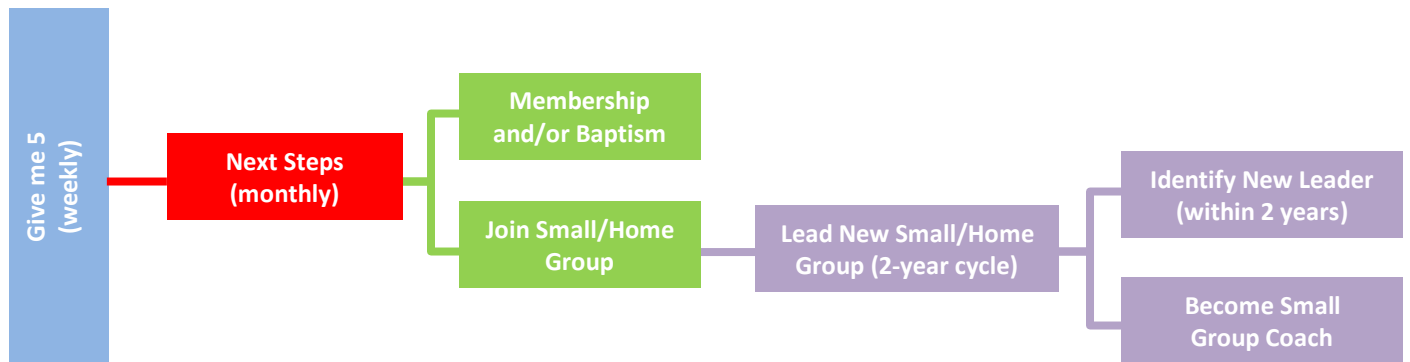 Give me 5
(weekly)
Next Steps
(monthly)
Membership
and/or Baptism
Join Small/Home
Group
Lead New Small/Home
Group (2-year cycle)
Identify New Leader
(within 2 years)
Become Small
Group Coach